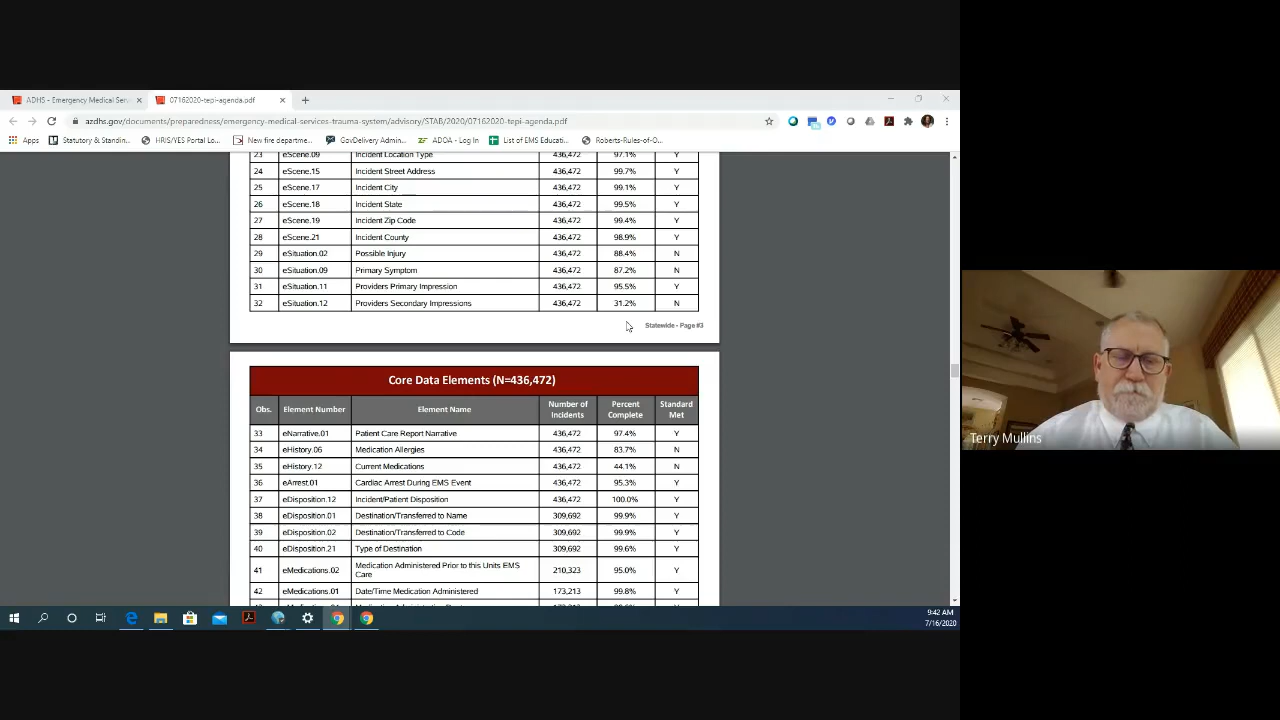 ADHS - Emergency Medical Serv
07162020-tepi-agenda.pdf
azdhs.gov/documents/preparedness/emergency-medical-services-trauma-system/advisory/STAB/2020/07162020-tepi-agenda.pdf
Apps Statutory & Standin... HRIS/YES Portal Lo... New fire departme... GovDelivery Admin... ADOA - Log In List of EMS Educati... Roberts-Rules-of-O...
23 eScene.09 Incident Location Type 436,472 97.1% Y
24 eScene.15 Incident Street Address 436,472 99.7% Y
25 eScene.17 Incident City 436,472 99.1% Y
26 eScene.18 Incident State 436,472 99.5% Y
27 eScene.19 Incident Zip Code 436,472 99.4% Y
28 eScene.21 Incident County 436,472 98.9% Y
29 eSituation.02 Possible Injury 436,472 88.4% N
30 eSituation.09 Primary Symptom 436,472 87.2% N
31 eSituation.11 Providers Primary Impression 436,472 95.5% Y
32 eSituation.12 Providers Secondary Impressions 436,472 31.2% N
Statewide - Page #3
Core Data Elements (N=436,472)
Obs. Element Number Element Name Number of Incidents Percent Complete Standard Met
33 eNarrative.01 Patient Care Report Narrative 436,472 97.4% Y
34 eHistory.06 Medication Allergies 436,472 83.7% N
35 eHistory.12 Current Medications 436,472 44.1% N
36 eArrest.01 Cardiac Arrest During EMS Event 436,472 95.3% Y
37 eDisposition.12 Incident/Patient Disposition 436,472 100.0% Y
38 eDisposition.01 Destination/Transferred to Name 309,692 99.9% Y
39 eDisposition.02 Destination/Transferred to Code 309,692 99.9% Y
40 eDisposition.21 Type of Destination 309,692 99.6% Y
41 eMedications.02 Medication Administered Prior to this Units EMS Care 210,323 95.0% Y
42 eMedications.01 Date/Time Medication Administered 173,213 99.8% Y
Terry Mullins
9:42 AM
7/16/2020